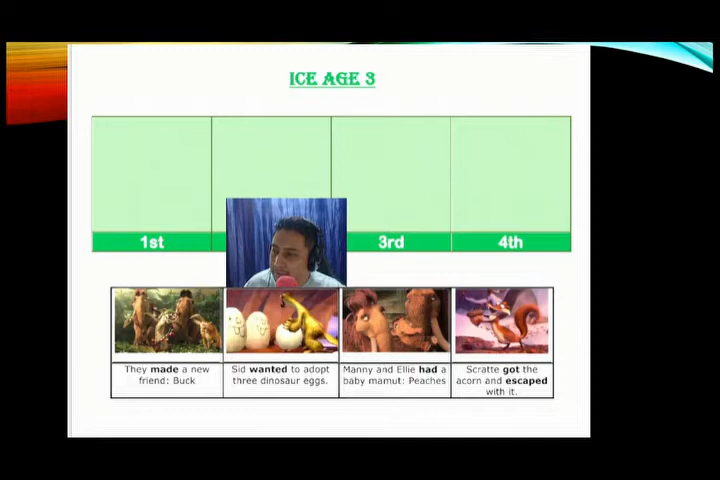 ICE AGE 3
1st
3rd
4th
They made a new
friend: Buck
Sid wanted to adopt
three dinosaur eggs.
Manny and Ellie had a
baby mamut: Peaches
Scratte got the
acorn and escaped
with it.